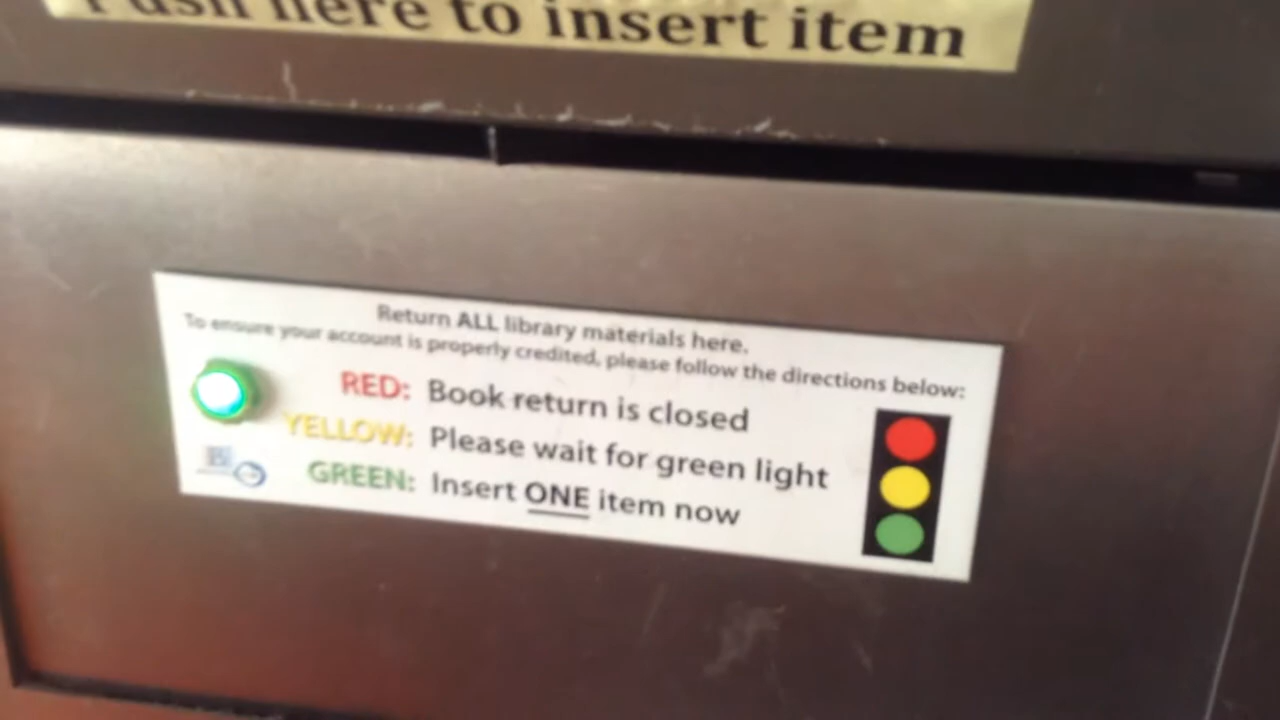 Push here to insert item
Return ALL library materials here.
To ensure your account is properly credited, please follow the directions below:
RED: Book return is closed
YELLOW: Please wait for green light
GREEN: Insert ONE item now